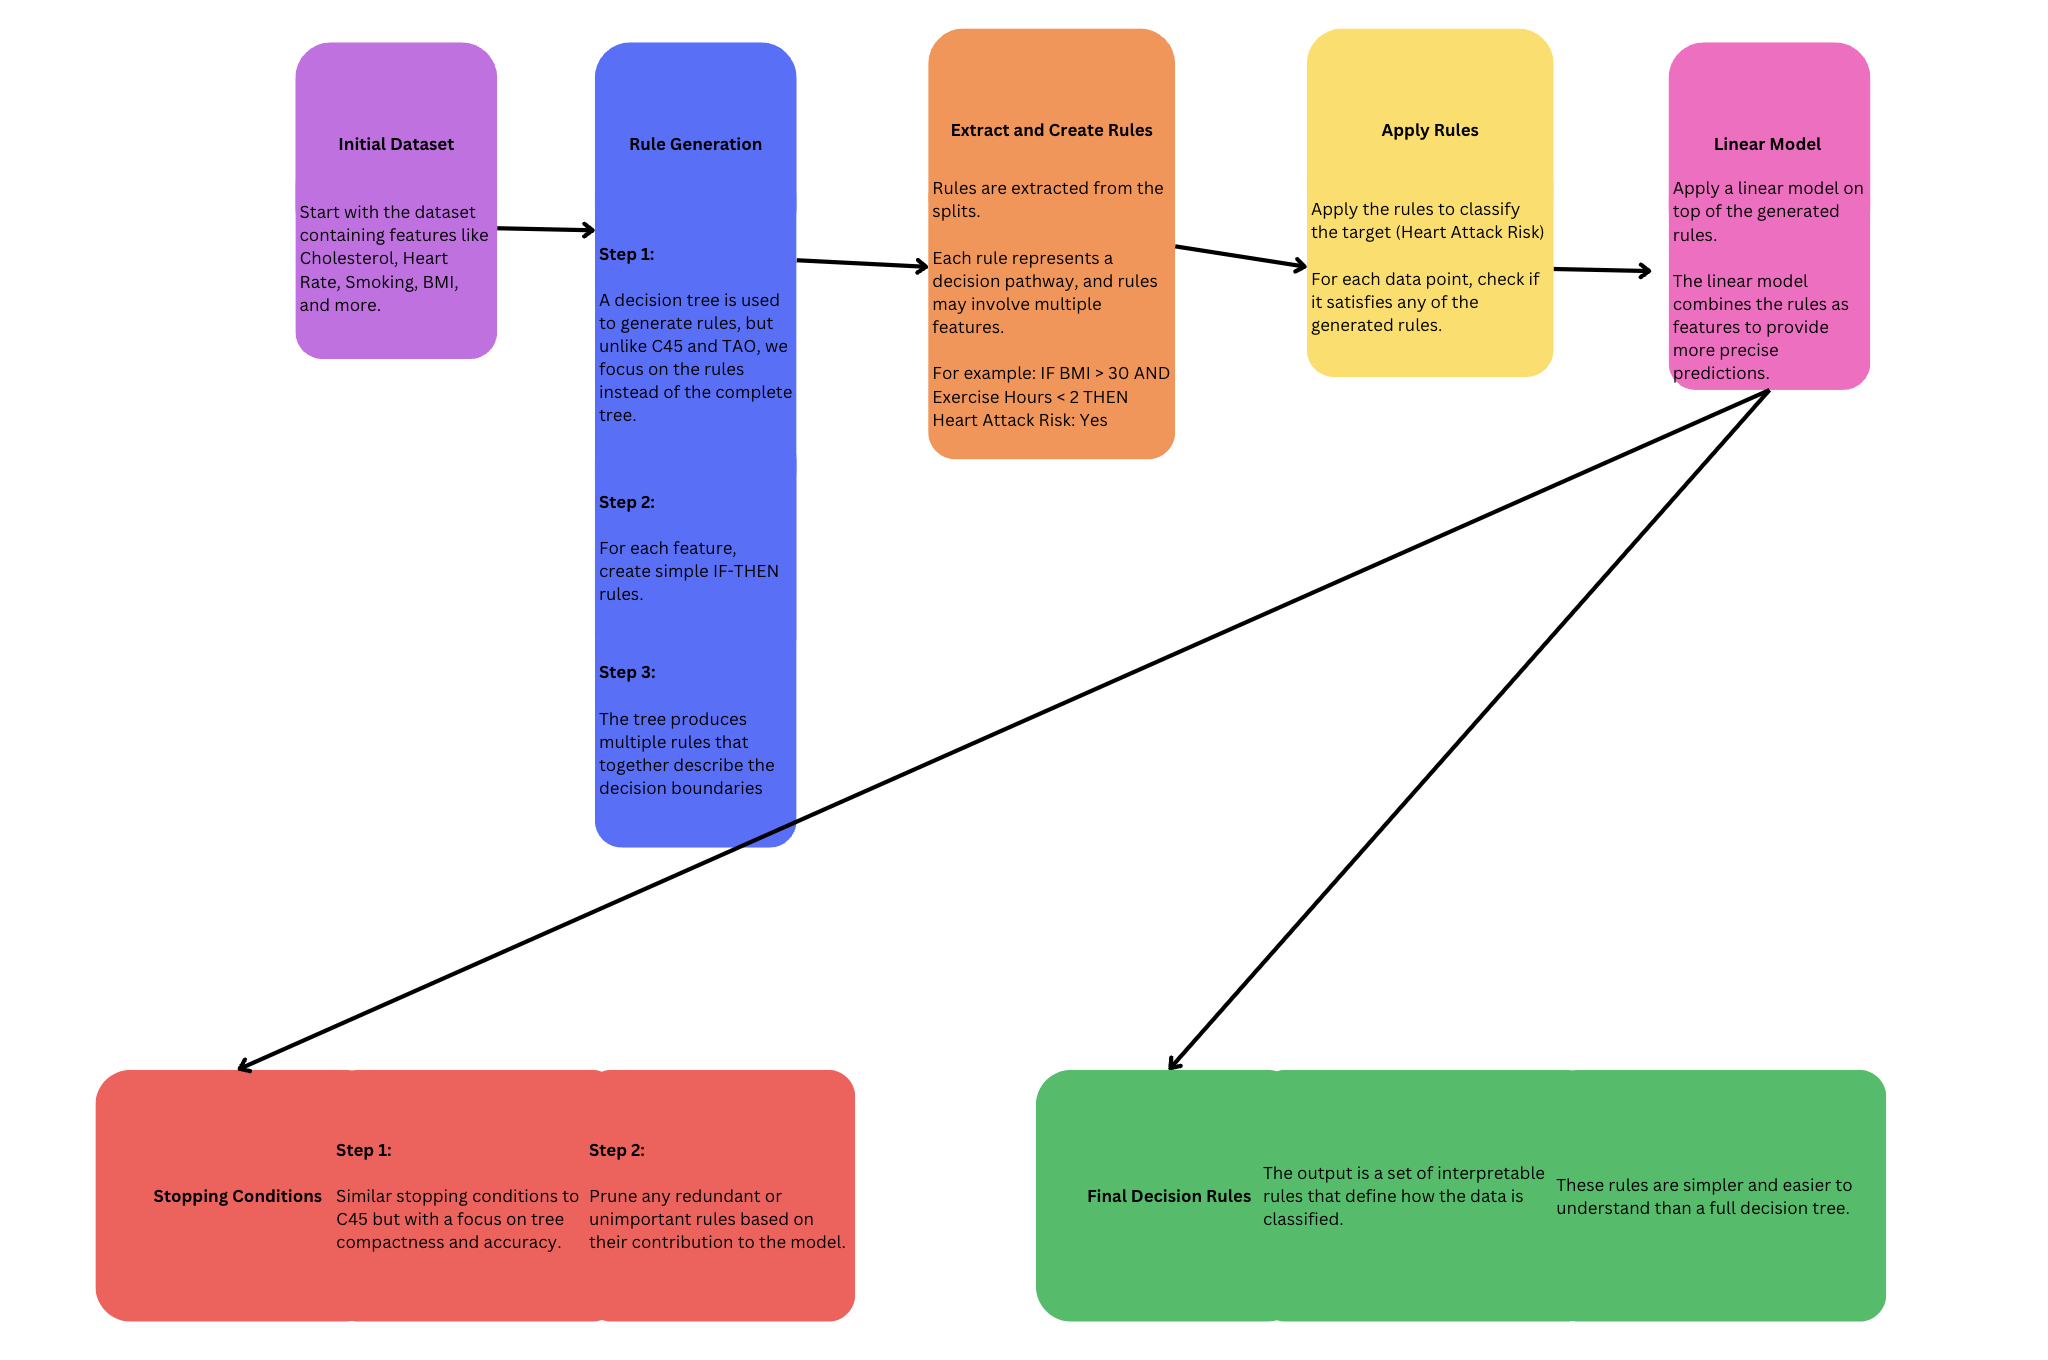 Initial Dataset
Start with the dataset
containing features like
Cholesterol, Heart
Rate, Smoking, BMI,
and more.
Rule Generation
Step 1:
A decision tree is used
to generate rules, but
unlike C45 and TAO, we
focus on the rules
instead of the complete
tree.
Step 2:
For each feature,
create simple IF-THEN
rules.
Step 3:
The tree produces
multiple rules that
together describe the
decision boundaries
Extract and Create Rules
Rules are extracted from the
splits.
Each rule represents a
decision pathway, and rules
may involve multiple
features.
For example: IF BMI > 30 AND
Exercise Hours < 2 THEN
Heart Attack Risk: Yes
Apply Rules
Apply the rules to classify
the target (Heart Attack Risk)
For each data point, check if
it satisfies any of the
generated rules.
Linear Model
Apply a linear model on
top of the generated
rules.
The linear model
combines the rules as
features to provide
more precise
predictions.
Stopping Conditions
Step 1:
Similar stopping conditions to
C45 but with a focus on tree
compactness and accuracy.
Step 2:
Prune any redundant or
unimportant rules based on
their contribution to the model.
Final Decision Rules
The output is a set of interpretable
rules that define how the data is
classified.
These rules are simpler and easier to
understand than a full decision tree.